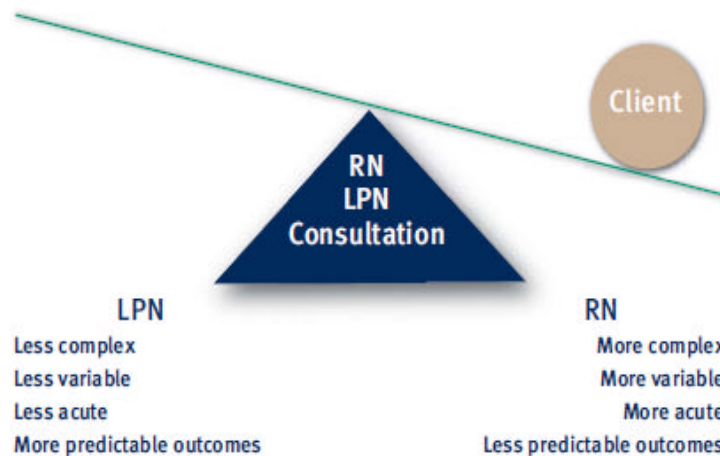 Client
RN
LPN
Consultation
LPN
Less complex
Less variable
Less acute
More predictable outcomes
RN
More complex
More variable
More acute
Less predictable outcomes